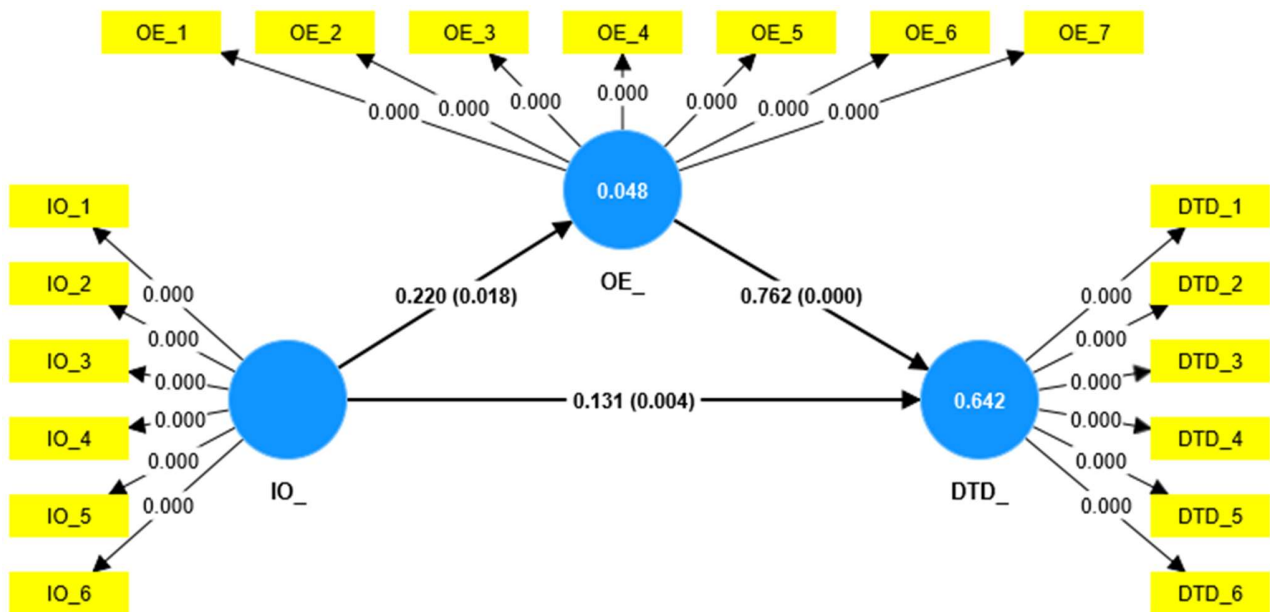 OE_1
OE_2
OE_3
OE_4
OE_5
OE_6
OE_7
0.000
0.000
0.000
0.000
0.000
0.000
0.000
0.048
OE_
IO_1
IO_2
IO_3
IO_4
IO_5
IO_6
0.000
0.000
0.000
0.000
0.000
0.000
IO_
0.220 (0.018)
0.762 (0.000)
0.131 (0.004)
0.642
DTD_
0.000
0.000
0.000
0.000
0.000
0.000
DTD_1
DTD_2
DTD_3
DTD_4
DTD_5
DTD_6